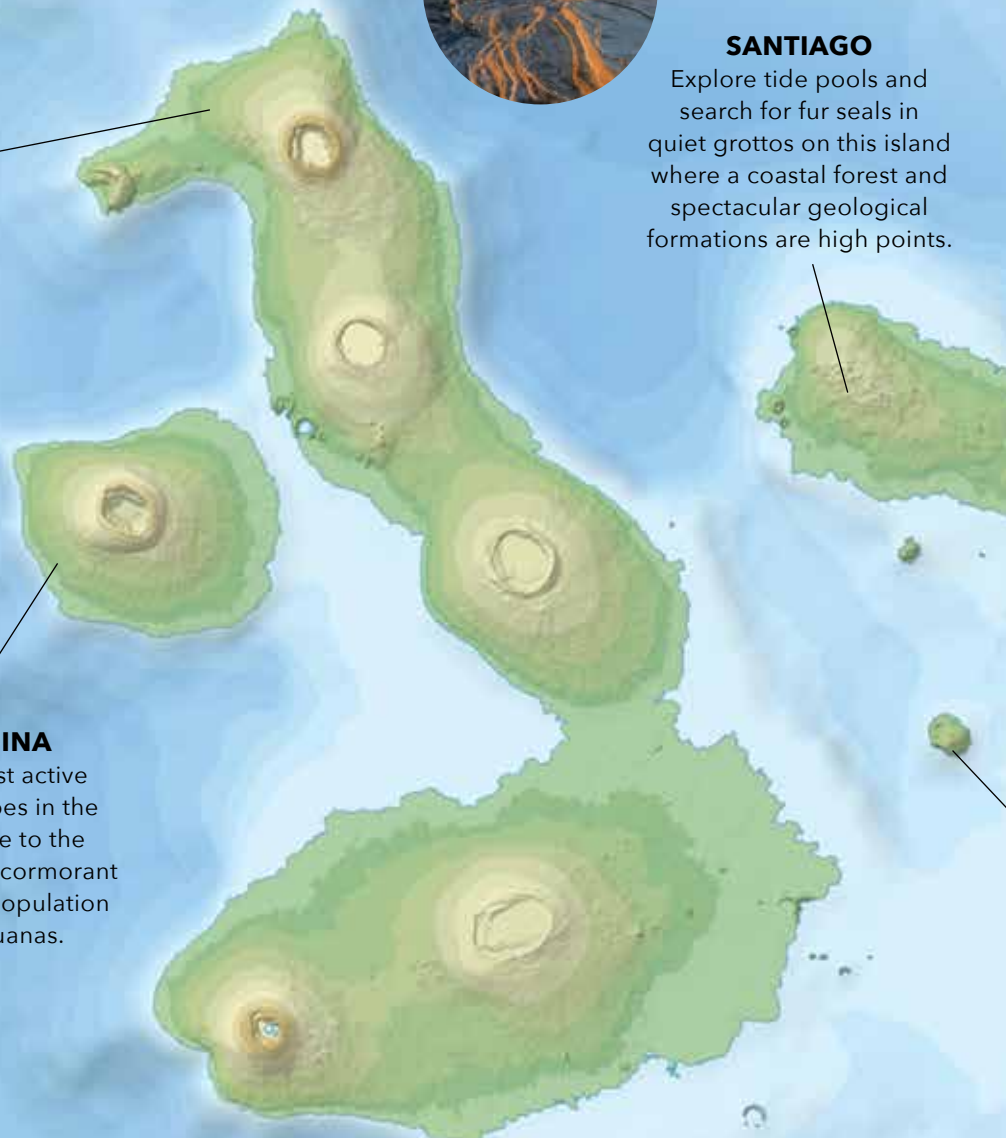 SANTIAGO
Explore tide pools and
search for fur seals in
quiet grottos on this island
where a coastal forest and
spectacular geological
formations are high points.
INA
st active
oes in the
e to the
cormorant
opulation
uanas.